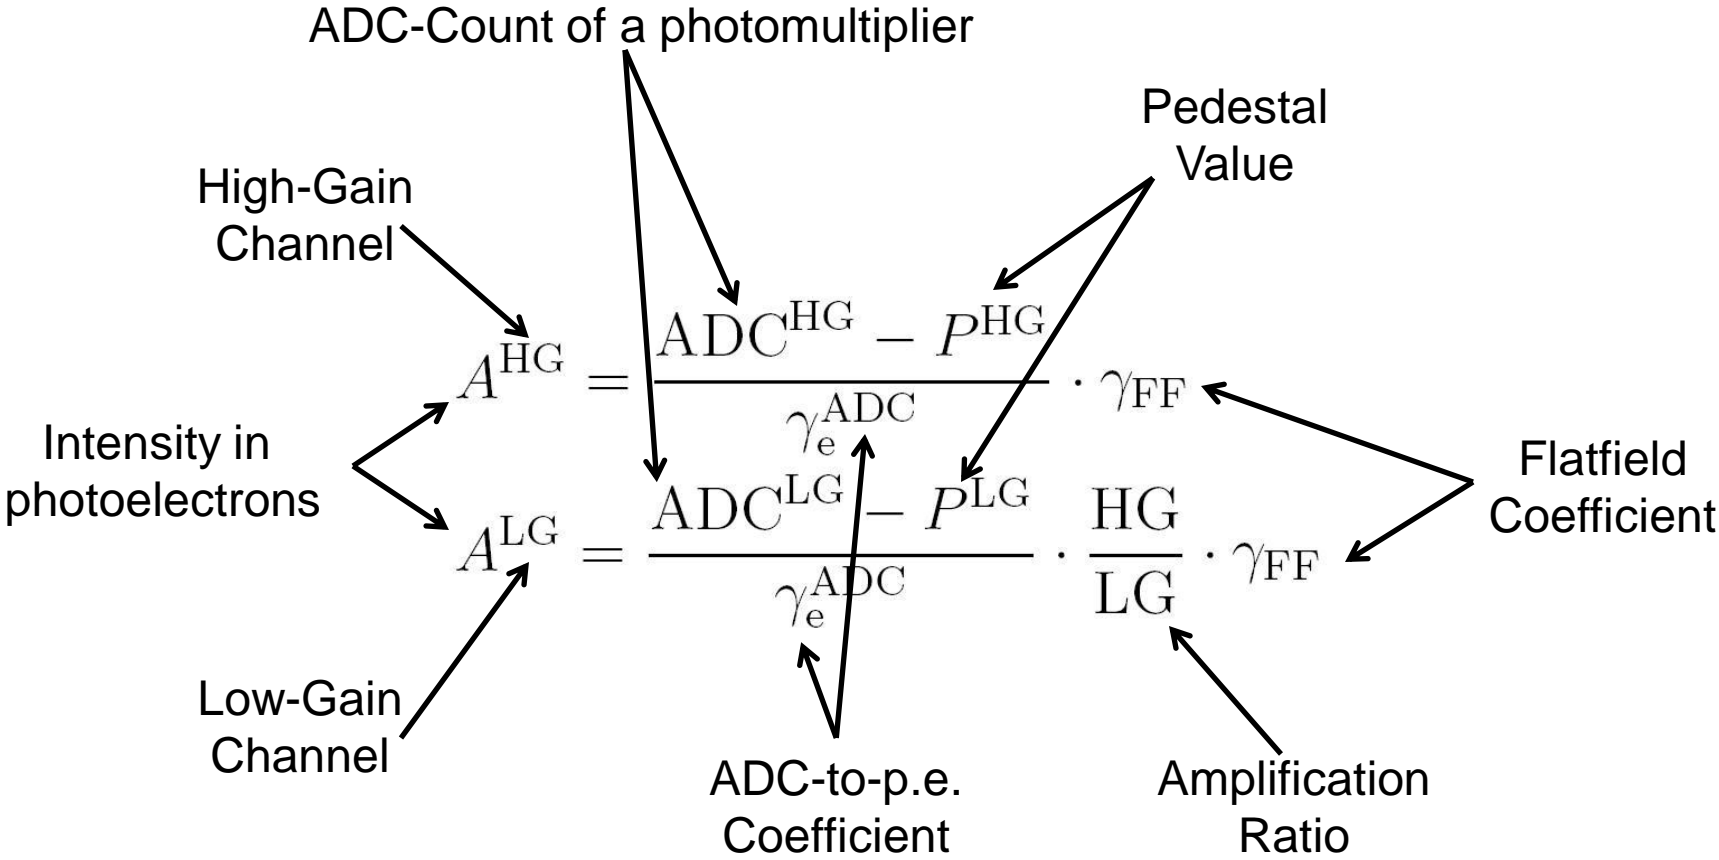 ADC-Count of a photomultiplier
Pedestal
Value
High-Gain
Channel
A^HG = (ADC^HG − P^HG) / γ_e^ADC · γ_FF
Intensity in
photoelectrons
Flatfield
Coefficient
A^LG = (ADC^LG − P^LG) / γ_e^ADC · HG / LG · γ_FF
Low-Gain
Channel
ADC-to-p.e.
Coefficient
Amplification
Ratio